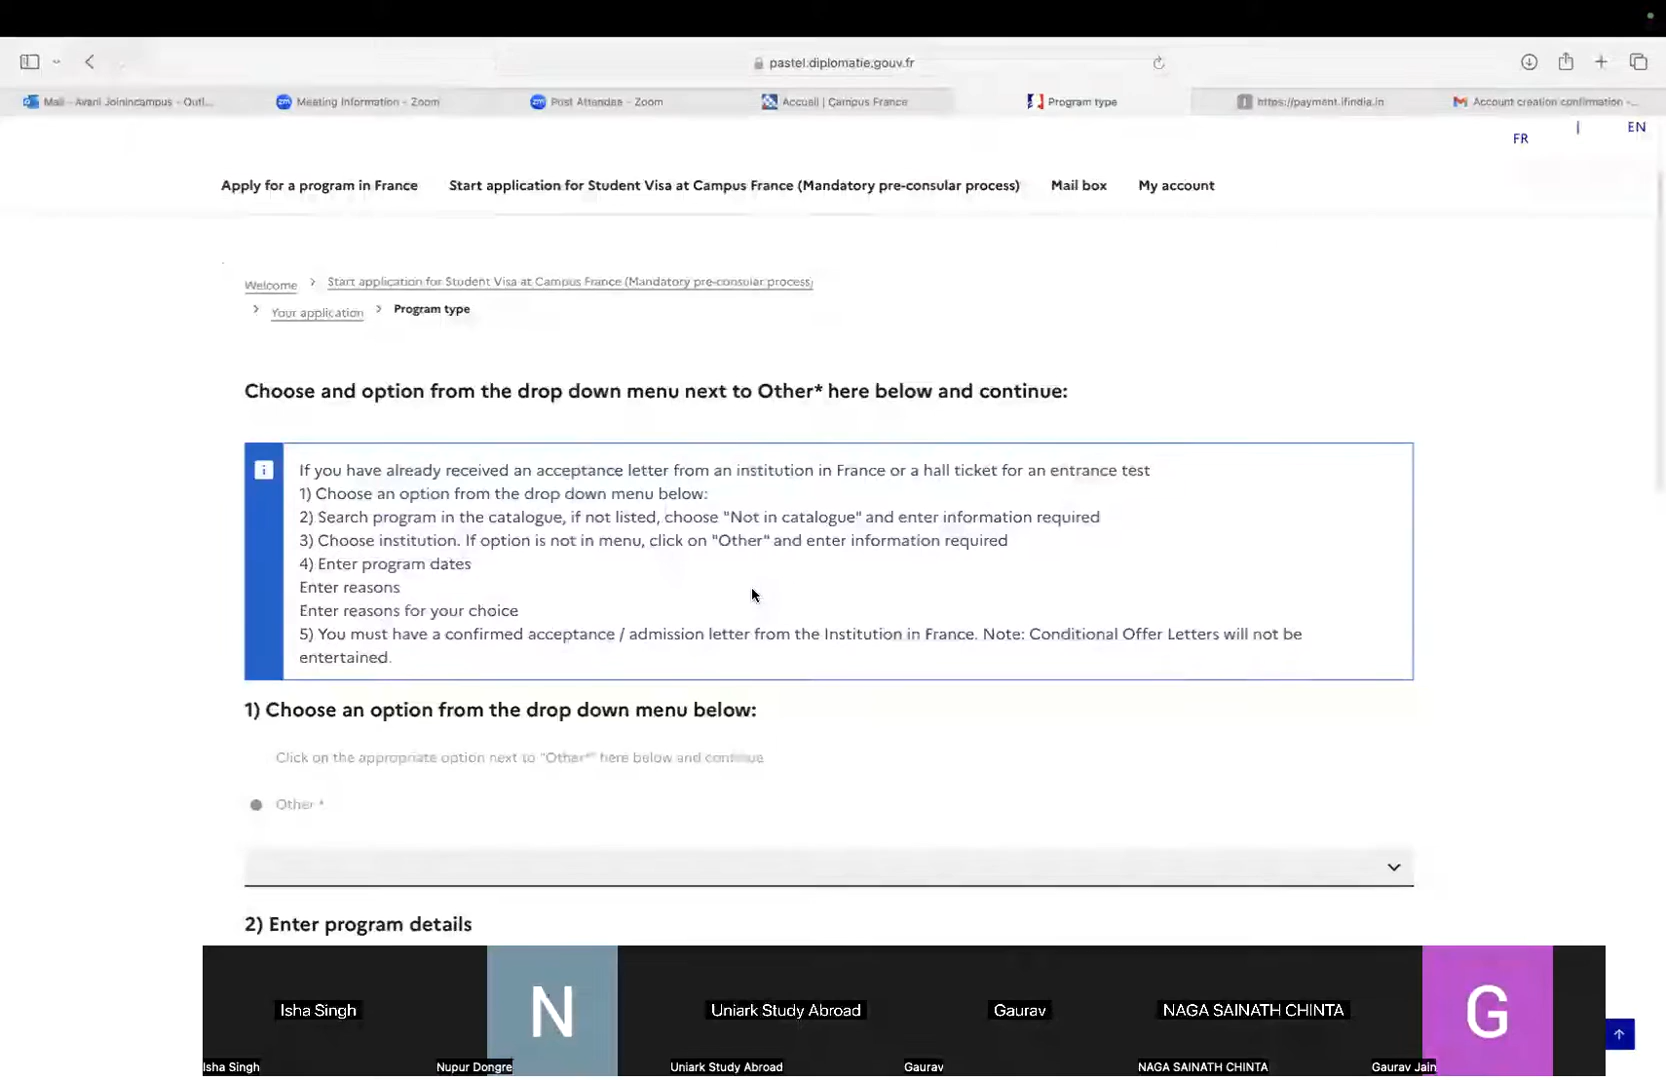 pastel.diplomatie.gouv.fr
Mail - Avani Joinincampus - Outl...
Meeting Information - Zoom
Post Attendee - Zoom
Accueil | Campus France
Program type
https://payment.ifindia.in
Account creation confirmation -...
FR | EN
Apply for a program in France
Start application for Student Visa at Campus France (Mandatory pre-consular process)
Mail box
My account
Welcome > Start application for Student Visa at Campus France (Mandatory pre-consular process)
> Your application > Program type
Choose and option from the drop down menu next to Other* here below and continue:
i
If you have already received an acceptance letter from an institution in France or a hall ticket for an entrance test
1) Choose an option from the drop down menu below:
2) Search program in the catalogue, if not listed, choose "Not in catalogue" and enter information required
3) Choose institution. If option is not in menu, click on "Other" and enter information required
4) Enter program dates
Enter reasons
Enter reasons for your choice
5) You must have a confirmed acceptance / admission letter from the Institution in France. Note: Conditional Offer Letters will not be
entertained.
1) Choose an option from the drop down menu below:
Click on the appropriate option next to "Other*" here below and continue
Other *
2) Enter program details
Isha Singh
N
Uniark Study Abroad
Gaurav
NAGA SAINATH CHINTA
G
Isha Singh
Nupur Dongre
Uniark Study Abroad
Gaurav
NAGA SAINATH CHINTA
Gaurav Jain